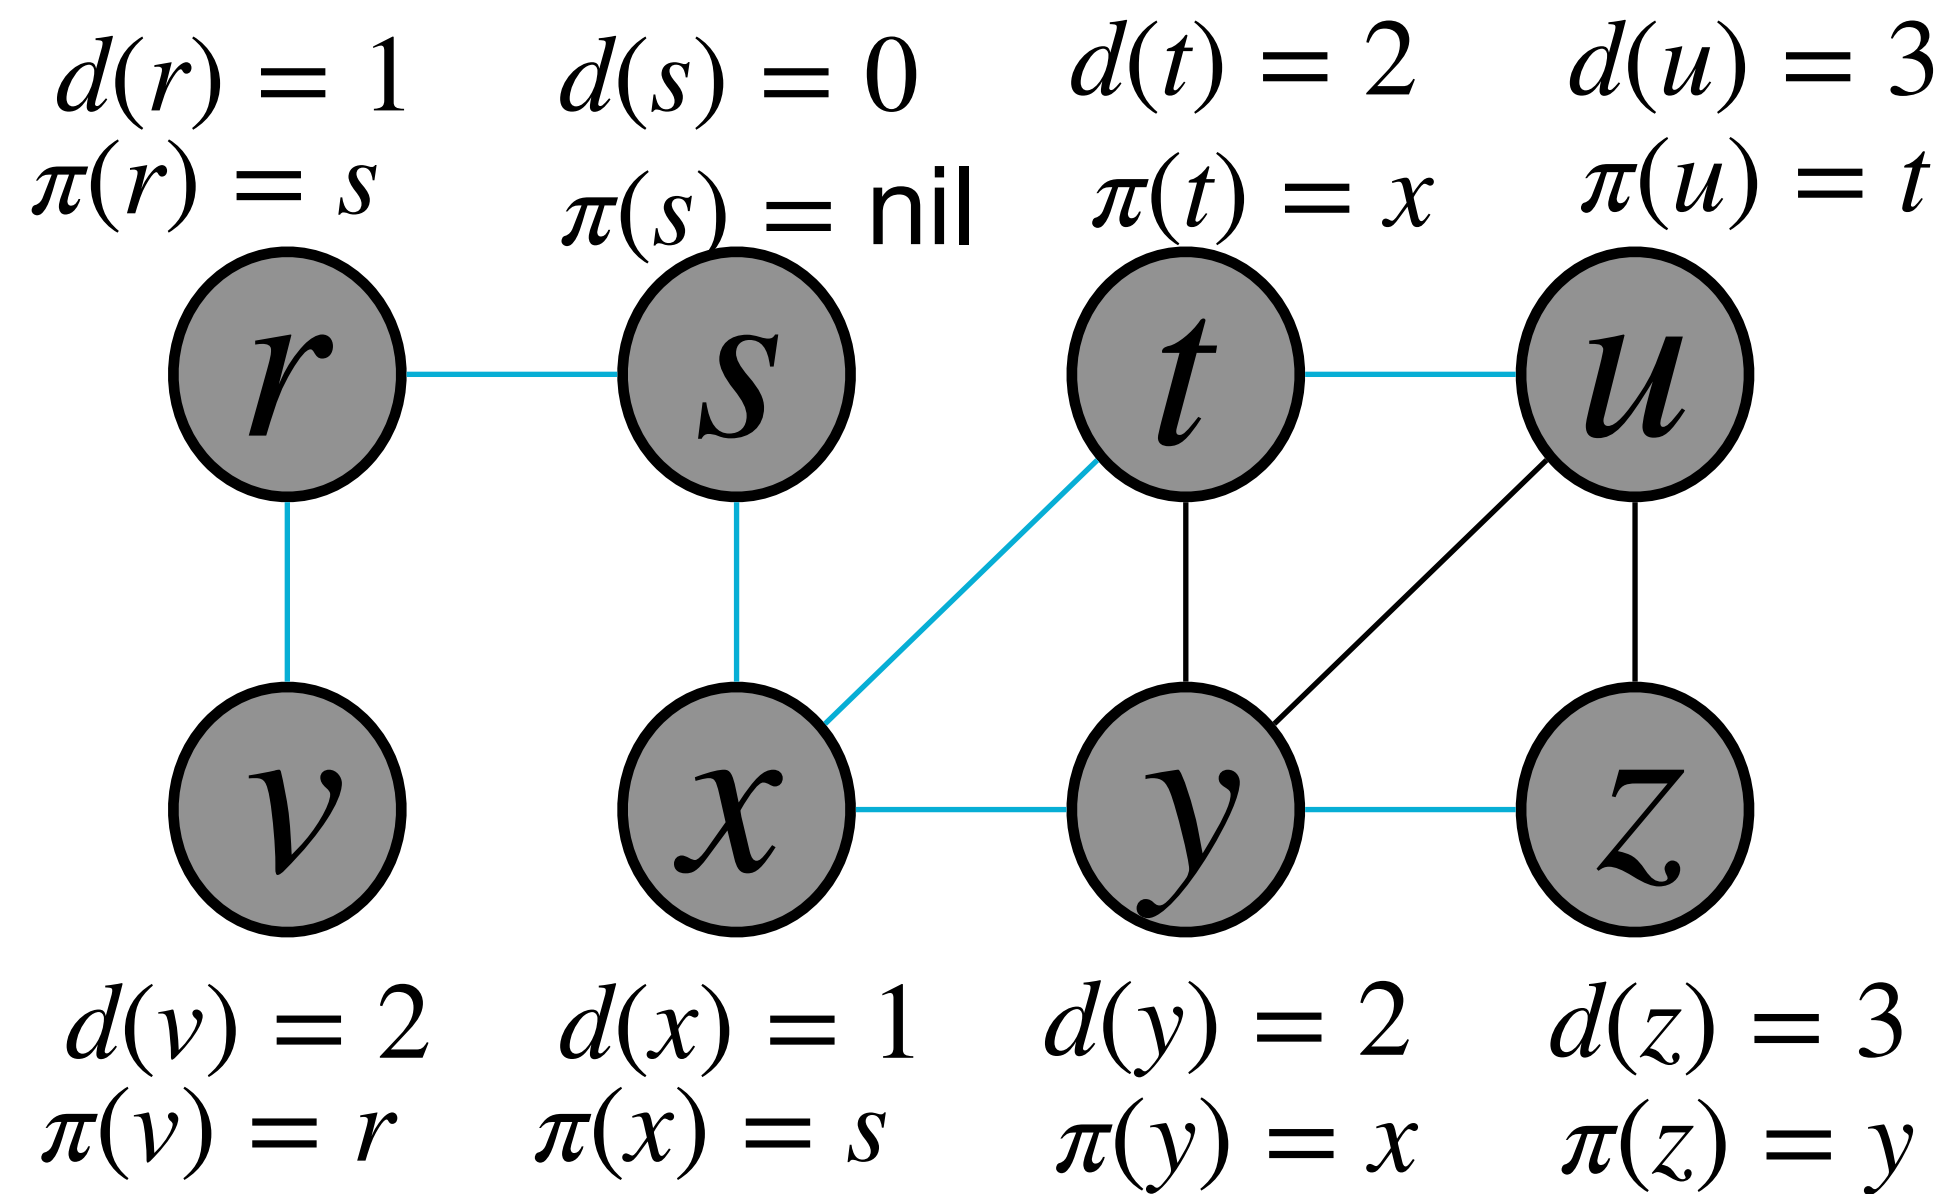 d(r) = 1
π(r) = s
d(s) = 0
π(s) = nil
d(t) = 2
π(t) = x
d(u) = 3
π(u) = t
r
s
t
u
v
x
y
z
d(v) = 2
π(v) = r
d(x) = 1
π(x) = s
d(y) = 2
π(y) = x
d(z) = 3
π(z) = y